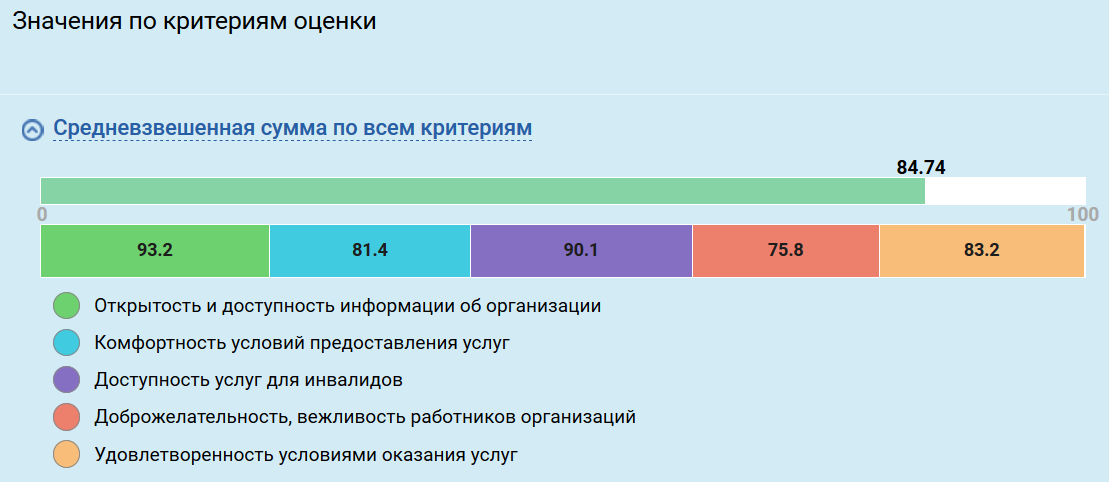 Значения по критериям оценки
Средневзвешенная сумма по всем критериям
84.74
0 100
93.2 81.4 90.1 75.8 83.2
Открытость и доступность информации об организации
Комфортность условий предоставления услуг
Доступность услуг для инвалидов
Доброжелательность, вежливость работников организаций
Удовлетворенность условиями оказания услуг